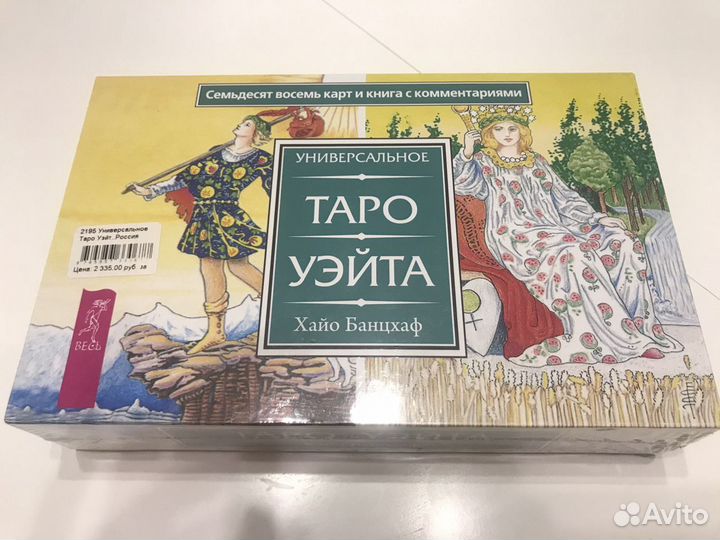 Семьдесят восемь карт и книга с комментариями
УНИВЕРСАЛЬНОЕ
ТАРО
УЭЙТА
Хайо Банцхаф
2195 Универсальное
Таро Уэйт, Россия
Цена: 2 335.00 руб. за
ВЕСЬ
Avito